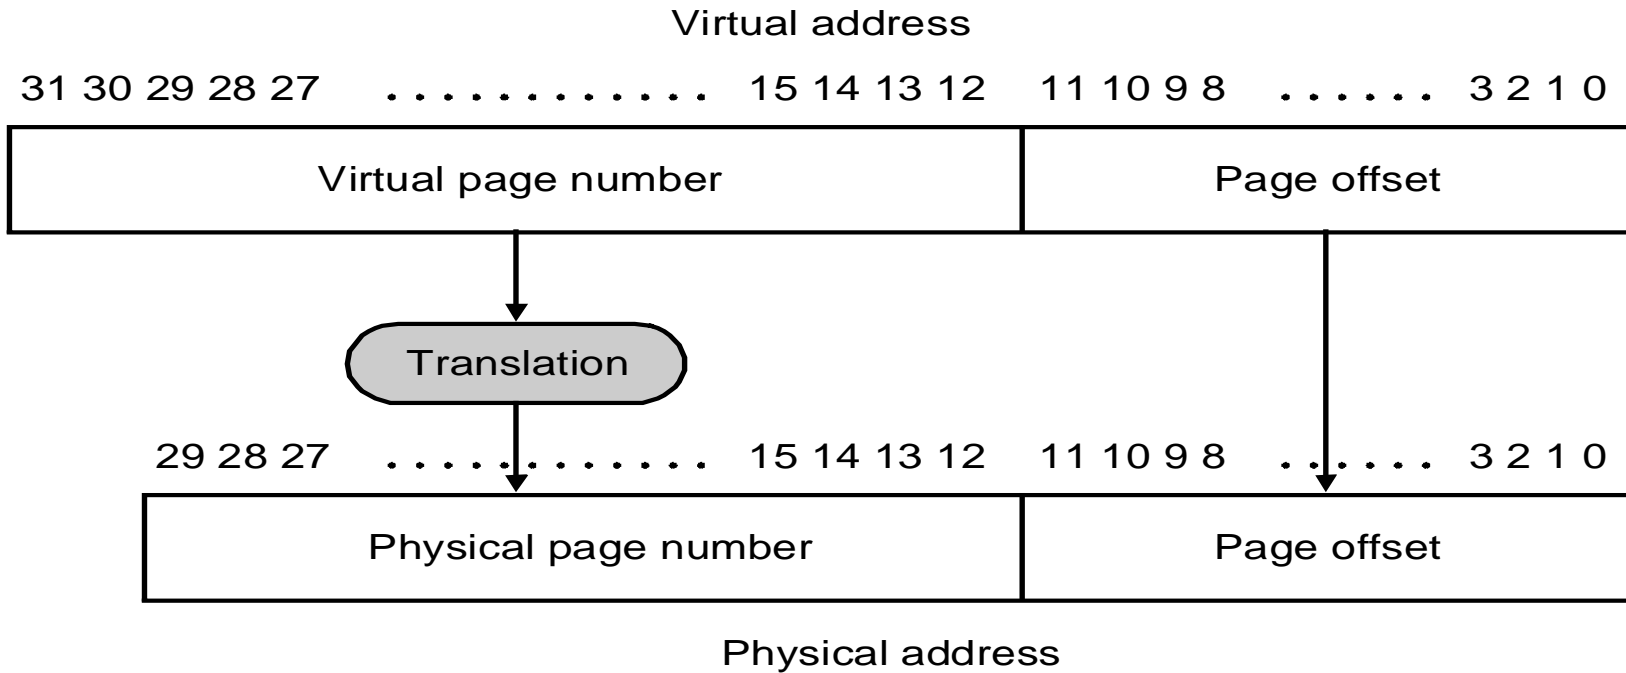 Virtual address
31 30 29 28 27 ............ 15 14 13 12 11 10 9 8 ...... 3 2 1 0
Virtual page number Page offset
Translation
29 28 27 ............ 15 14 13 12 11 10 9 8 ...... 3 2 1 0
Physical page number Page offset
Physical address